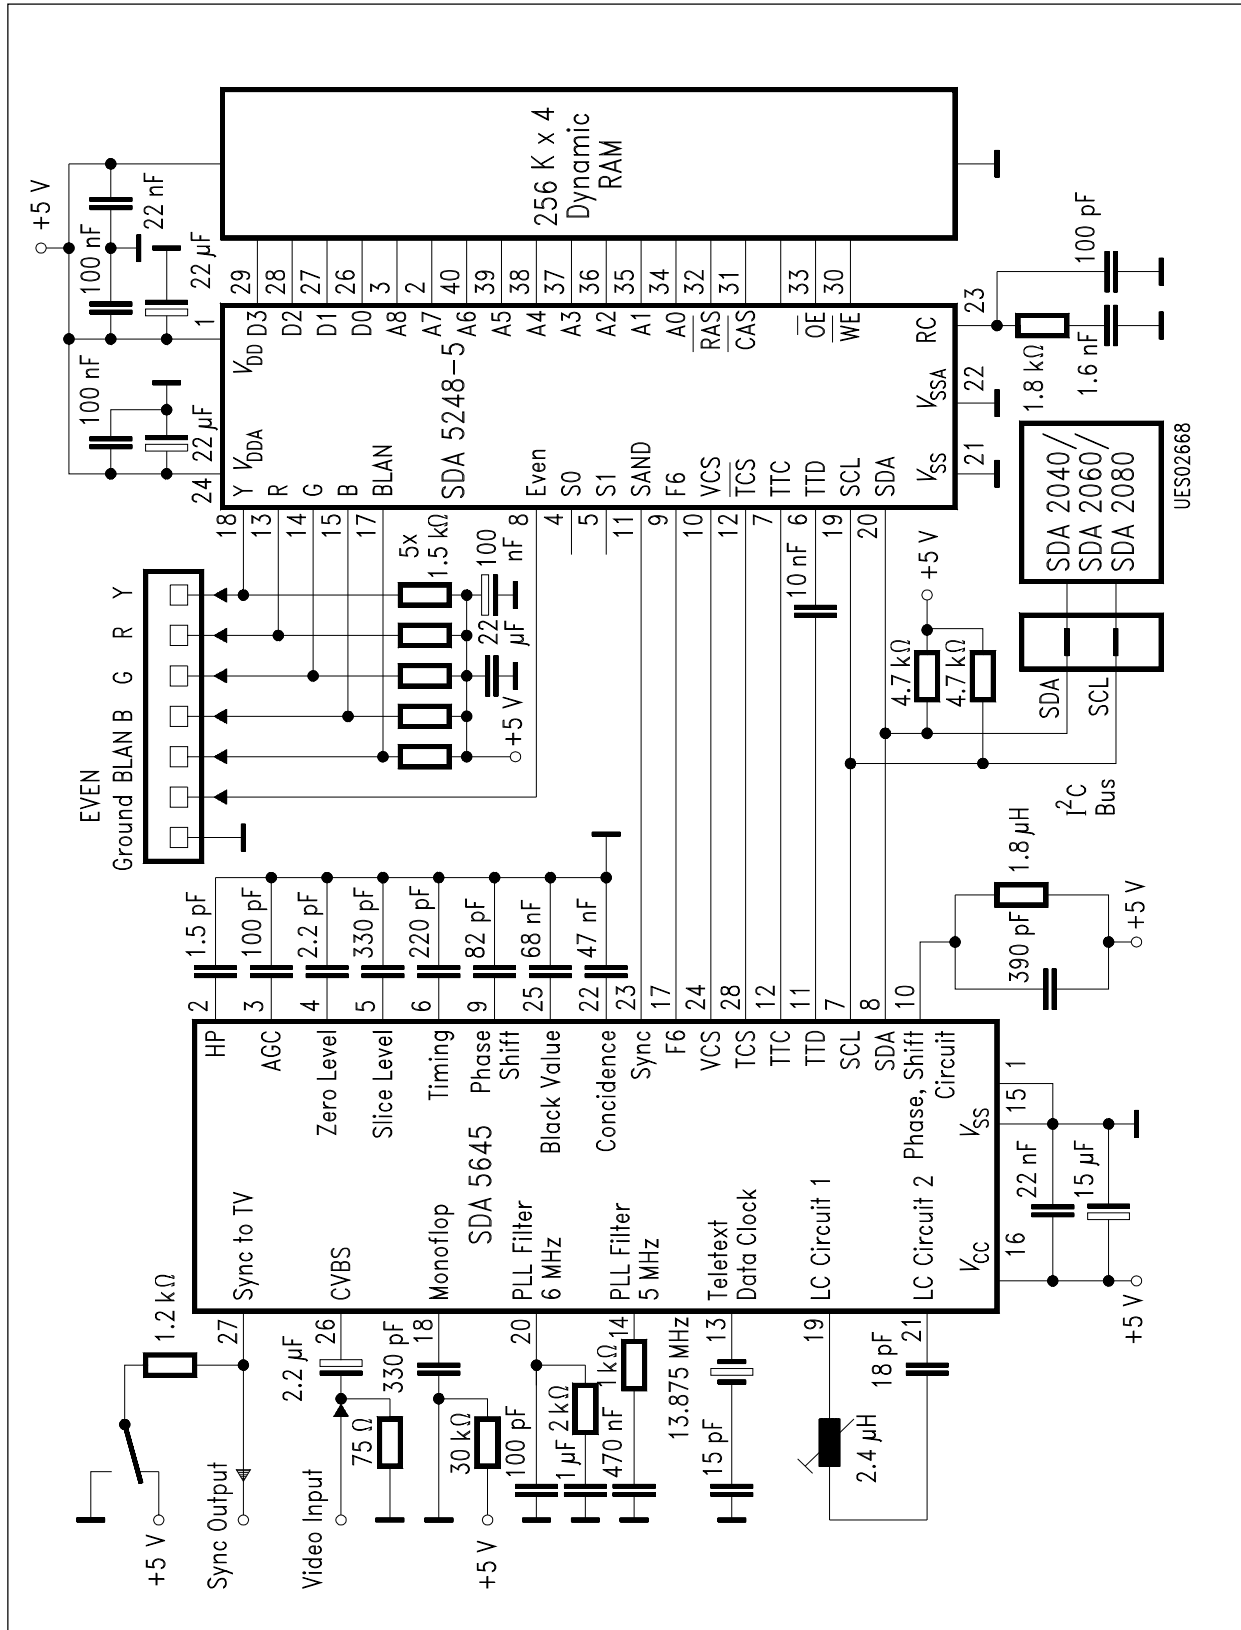 +5 V
1.2 kΩ
Sync Output
27
Sync to TV
Video Input
2.2 µF
75 Ω
26
CVBS
330 pF
30 kΩ
+5 V
18
Monoflop
SDA 5645
100 pF
20
PLL Filter
6 MHz
1 µF
2 kΩ
470 nF
1 kΩ
14
PLL Filter
5 MHz
13.875 MHz
15 pF
13
Teletext
Data Clock
19
LC Circuit 1
2.4 µH
18 pF
21
LC Circuit 2
+5 V
16
VCC
22 nF
15 µF
VSS
15
1
HP
2
1.5 pF
AGC
3
100 pF
Zero Level
4
2.2 pF
Slice Level
5
330 pF
Timing
6
220 pF
Phase
Shift
9
82 pF
Black Value
25
68 nF
Concidence
22
47 nF
Sync
23
F6
17
VCS
24
TCS
28
TTC
12
TTD
11
SCL
7
SDA
8
Phase, Shift
Circuit
10
390 pF
1.8 µH
+5 V
I²C
Bus
SDA
SCL
SDA 2040/
SDA 2060/
SDA 2080
4.7 kΩ
4.7 kΩ
+5 V
10 nF
EVEN
Ground BLAN B G R Y
5x
1.5 kΩ
+5 V
22
µF
100
nF
18
Y
13
R
14
G
15
B
17
BLAN
SDA 5248-5
8
Even
4
S0
5
S1
11
SAND
9
F6
10
VCS
12
T̅C̅S̅
7
TTC
6
TTD
19
SCL
20
SDA
24
VDDA
22 µF
100 nF
VDD
1
22 µF
100 nF
22 nF
+5 V
D3
29
D2
28
D1
27
D0
26
A8
3
A7
2
A6
40
A5
39
A4
38
A3
37
A2
36
A1
35
A0
34
R̅A̅S̅
32
C̅A̅S̅
31
O̅E̅
33
W̅E̅
30
VSS
21
VSSA
22
RC
23
1.8 kΩ
1.6 nF
100 pF
256 K x 4
Dynamic
RAM
UES02668